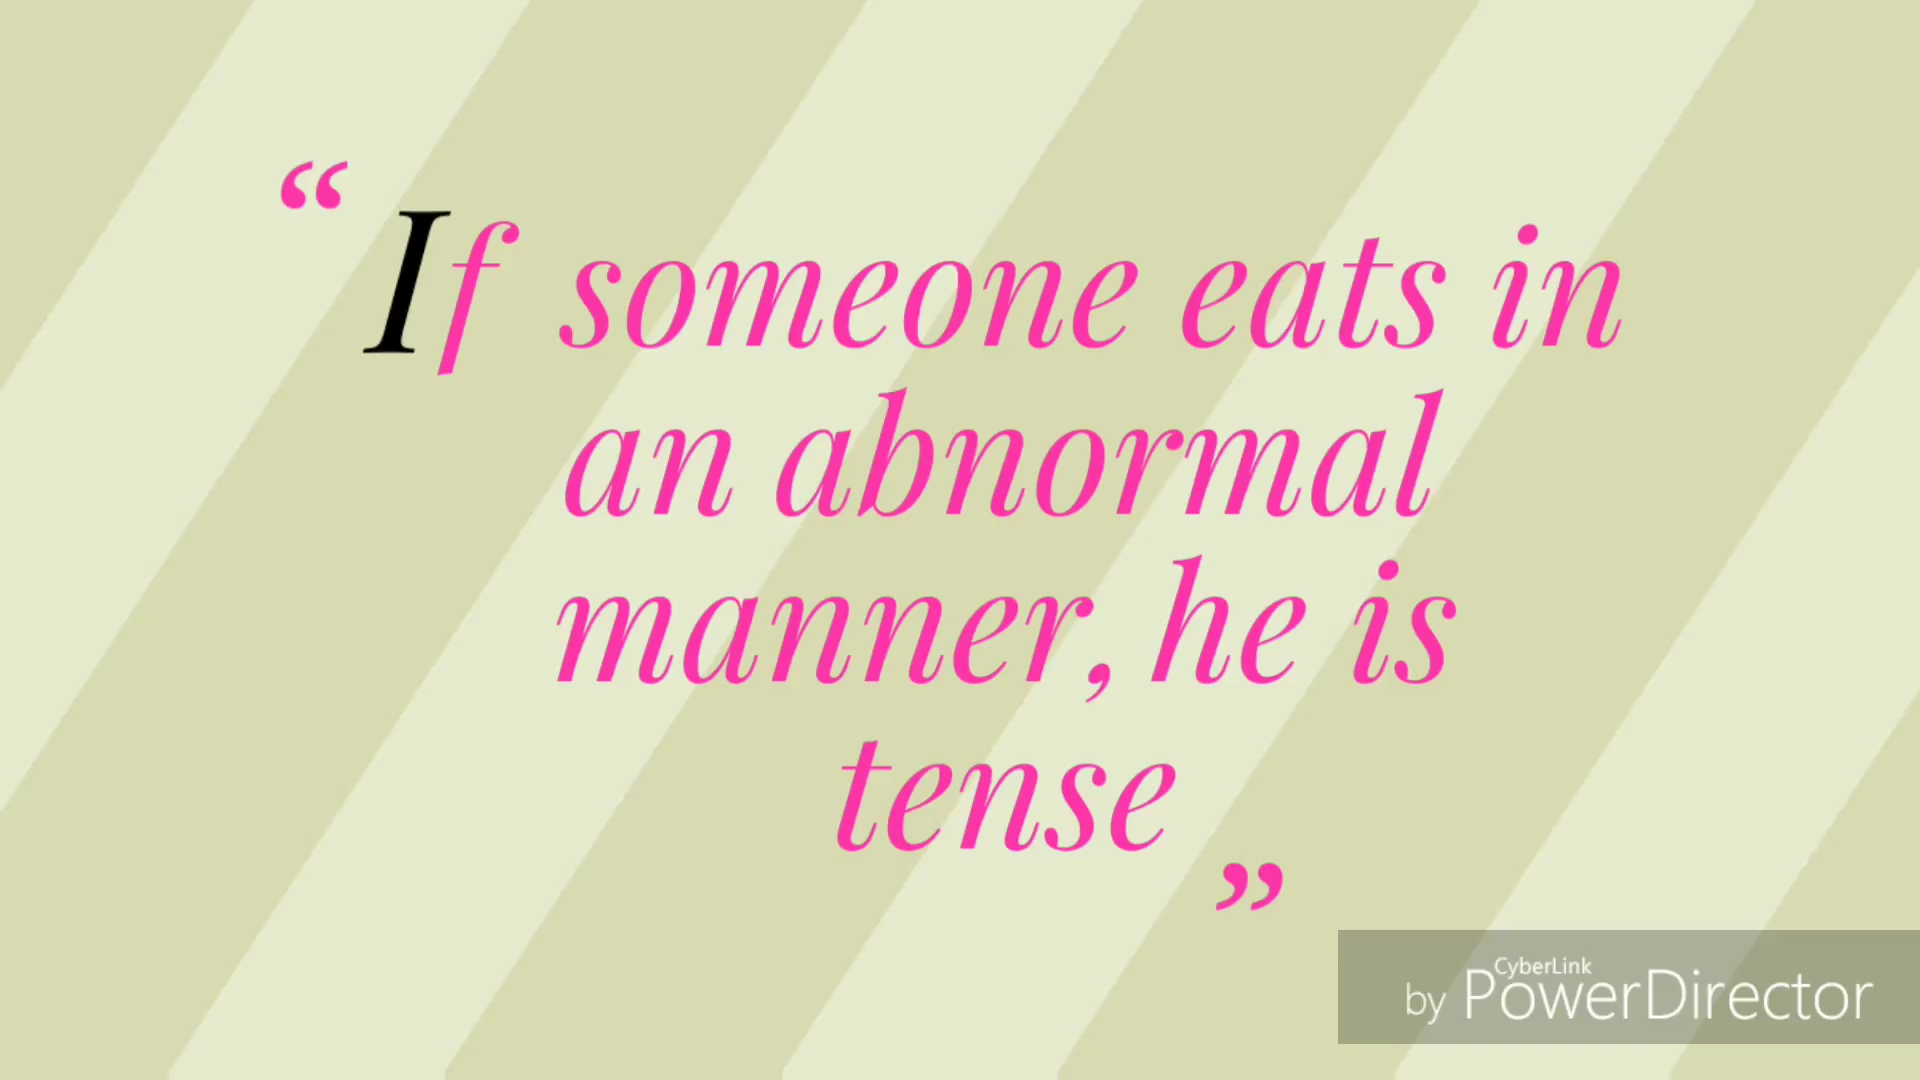 “If someone eats in
an abnormal
manner, he is
tense”
CyberLink
by PowerDirector